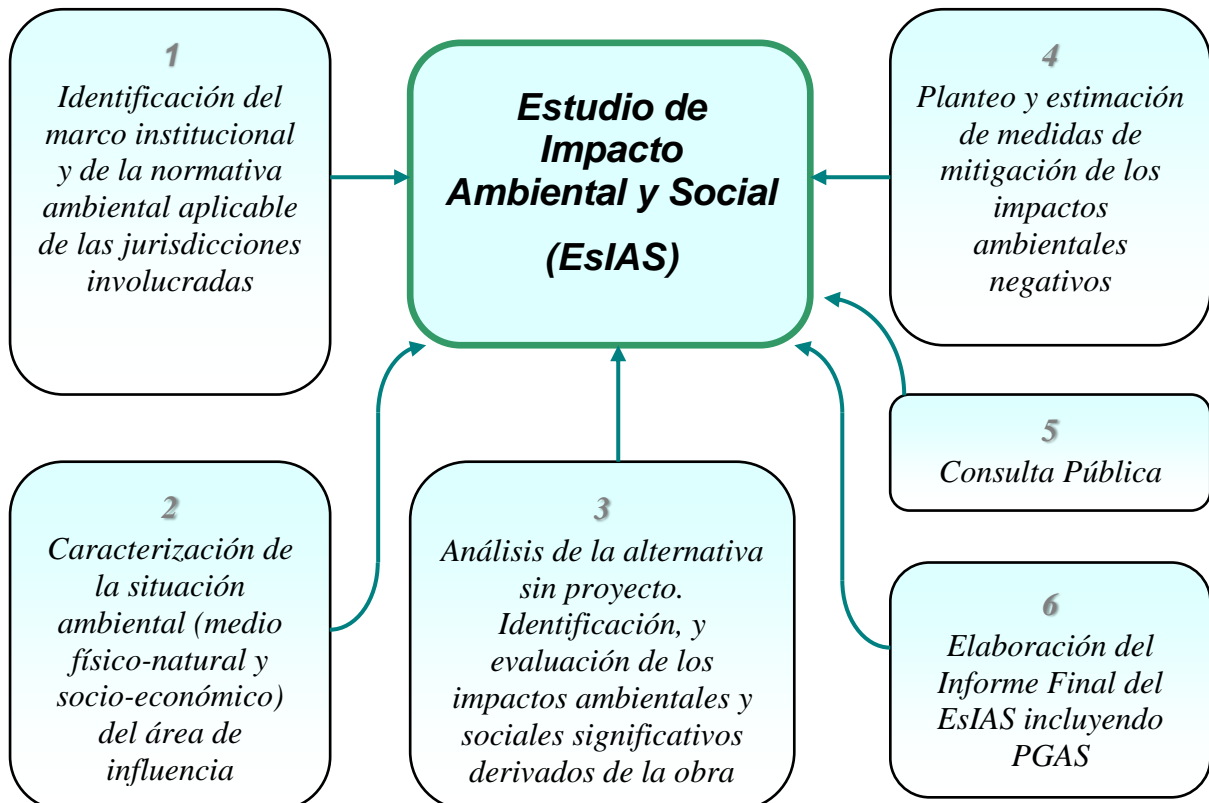 1
Identificación del
marco institucional
y de la normativa
ambiental aplicable
de las jurisdicciones
involucradas
Estudio de
Impacto
Ambiental y Social
(EsIAS)
4
Planteo y estimación
de medidas de
mitigación de los
impactos
ambientales
negativos
5
Consulta Pública
2
Caracterización de
la situación
ambiental (medio
físico-natural y
socio-económico)
del área de
influencia
3
Análisis de la alternativa
sin proyecto.
Identificación, y
evaluación de los
impactos ambientales y
sociales significativos
derivados de la obra
6
Elaboración del
Informe Final del
EsIAS incluyendo
PGAS